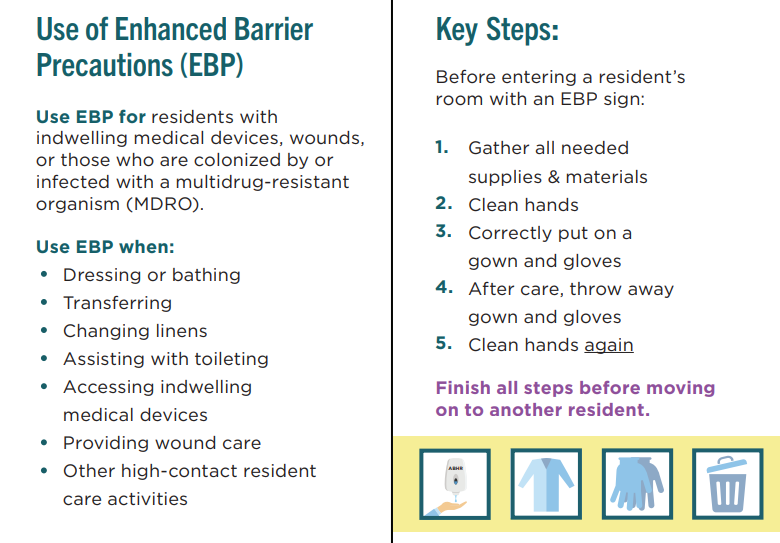 Use of Enhanced Barrier
Precautions (EBP)
Use EBP for residents with
indwelling medical devices, wounds,
or those who are colonized by or
infected with a multidrug-resistant
organism (MDRO).
Use EBP when:
• Dressing or bathing
• Transferring
• Changing linens
• Assisting with toileting
• Accessing indwelling
medical devices
• Providing wound care
• Other high-contact resident
care activities
Key Steps:
Before entering a resident's
room with an EBP sign:
1. Gather all needed
supplies & materials
2. Clean hands
3. Correctly put on a
gown and gloves
4. After care, throw away
gown and gloves
5. Clean hands again
Finish all steps before moving
on to another resident.
ABHR